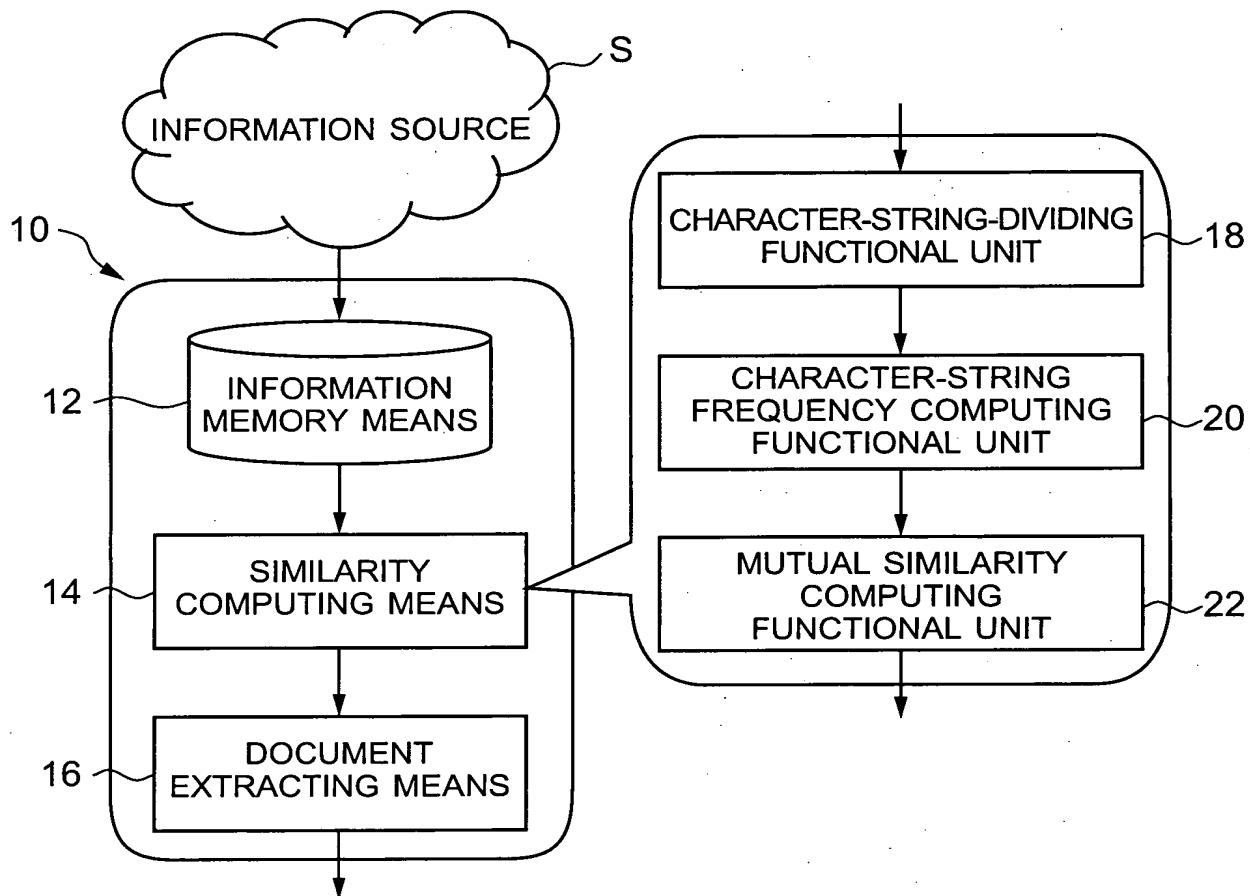 S
INFORMATION SOURCE
10
12
INFORMATION
MEMORY MEANS
14
SIMILARITY
COMPUTING MEANS
16
DOCUMENT
EXTRACTING MEANS
CHARACTER-STRING-DIVIDING
FUNCTIONAL UNIT
18
CHARACTER-STRING
FREQUENCY COMPUTING
FUNCTIONAL UNIT
20
MUTUAL SIMILARITY
COMPUTING
FUNCTIONAL UNIT
22